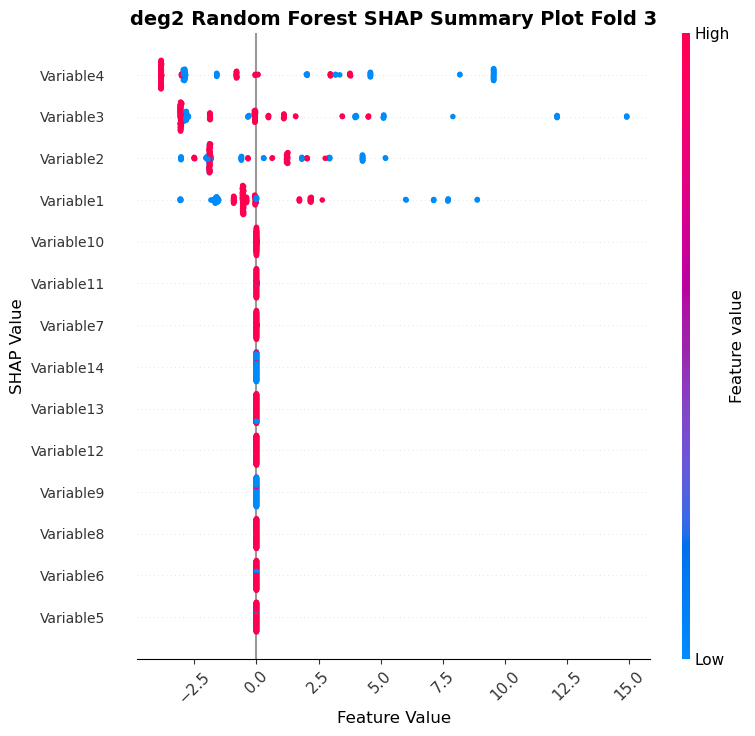 deg2 Random Forest SHAP Summary Plot Fold 3
High
Variable4
Variable3
Variable2
Variable1
Variable10
Variable11
Variable7
Variable14
Variable13
Variable12
Variable9
Variable8
Variable6
Variable5
SHAP Value
Feature value
Low
−2.5 0.0 2.5 5.0 7.5 10.0 12.5 15.0
Feature Value